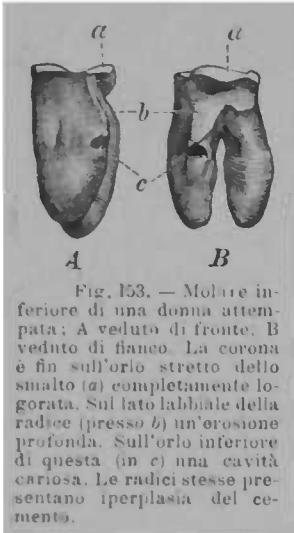 a a
b
c
A B
Fig. 153. — Molare in-
feriore di una donna attem-
pata; A veduto di fronte. B
veduto di fianco. La corona
è fin sull'orlo stretto dello
smalto (a) completamente lo-
gorata. Sul lato labbiale della
radice (presso b) un'erosione
profonda. Sull'orlo inferiore
di questa (in c) una cavità
cariosa. Le radici stesse pre-
sentano iperplasia del ce-
mento.